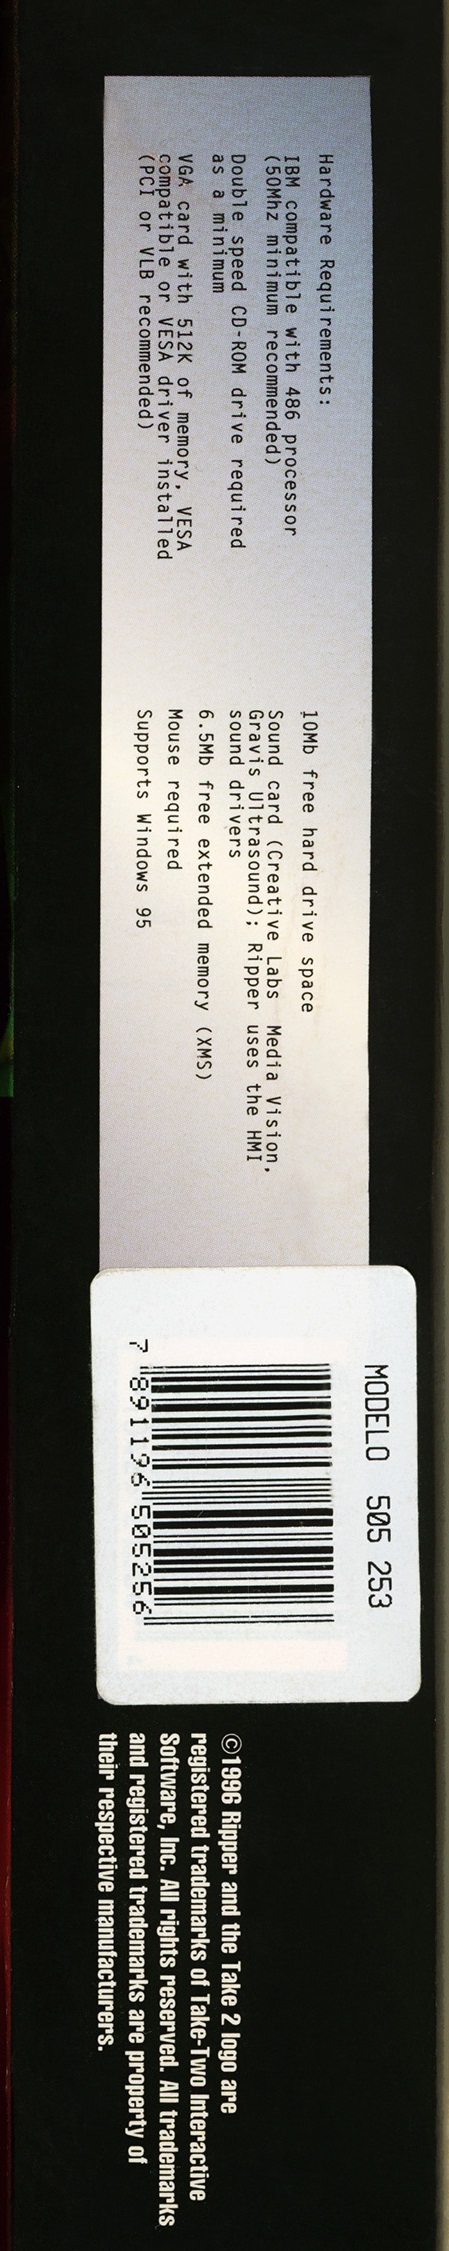 Hardware Requirements:
IBM compatible with 486 processor
(50Mhz minimum recommended)
Double speed CD-ROM drive required
as a minimum
VGA card with 512K of memory, VESA
compatible or VESA driver installed
(PCI or VLB recommended)
10Mb free hard drive space
Sound card (Creative Labs Media Vision,
Gravis Ultrasound); Ripper uses the HMI
sound drivers
6.5Mb free extended memory (XMS)
Mouse required
Supports Windows 95
MODELO 505 253
7 891196 505256
©1996 Ripper and the Take 2 logo are
registered trademarks of Take-Two Interactive
Software, Inc. All rights reserved. All trademarks
and registered trademarks are property of
their respective manufacturers.